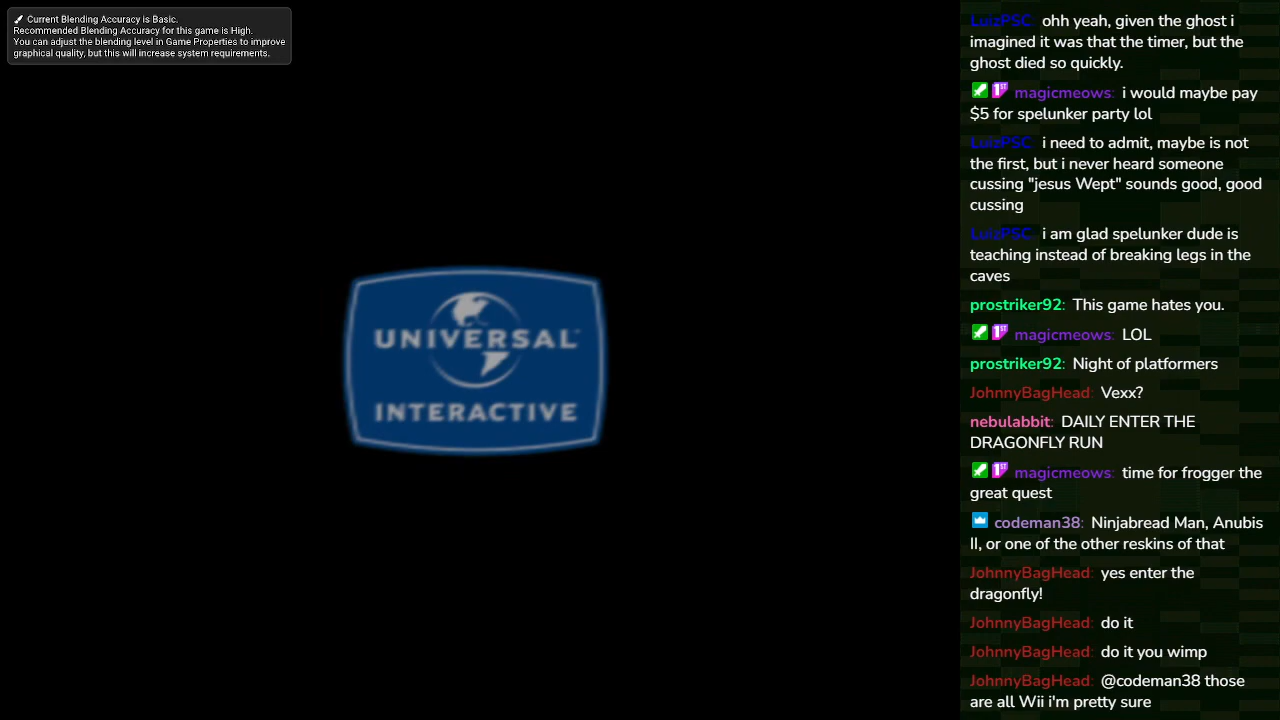 Current Blending Accuracy is Basic.
Recommended Blending Accuracy for this game is High.
You can adjust the blending level in Game Properties to improve
graphical quality, but this will increase system requirements.
UNIVERSAL
INTERACTIVE
LuizPSC: ohh yeah, given the ghost i
imagined it was that the timer, but the
ghost died so quickly.
magicmeows: i would maybe pay
$5 for spelunker party lol
LuizPSC: i need to admit, maybe is not
the first, but i never heard someone
cussing "jesus Wept" sounds good, good
cussing
LuizPSC: i am glad spelunker dude is
teaching instead of breaking legs in the
caves
prostriker92: This game hates you.
magicmeows: LOL
prostriker92: Night of platformers
JohnnyBagHead: Vexx?
nebulabbit: DAILY ENTER THE
DRAGONFLY RUN
magicmeows: time for frogger the
great quest
codeman38: Ninjabread Man, Anubis
II, or one of the other reskins of that
JohnnyBagHead: yes enter the
dragonfly!
JohnnyBagHead: do it
JohnnyBagHead: do it you wimp
JohnnyBagHead: @codeman38 those
are all Wii i'm pretty sure